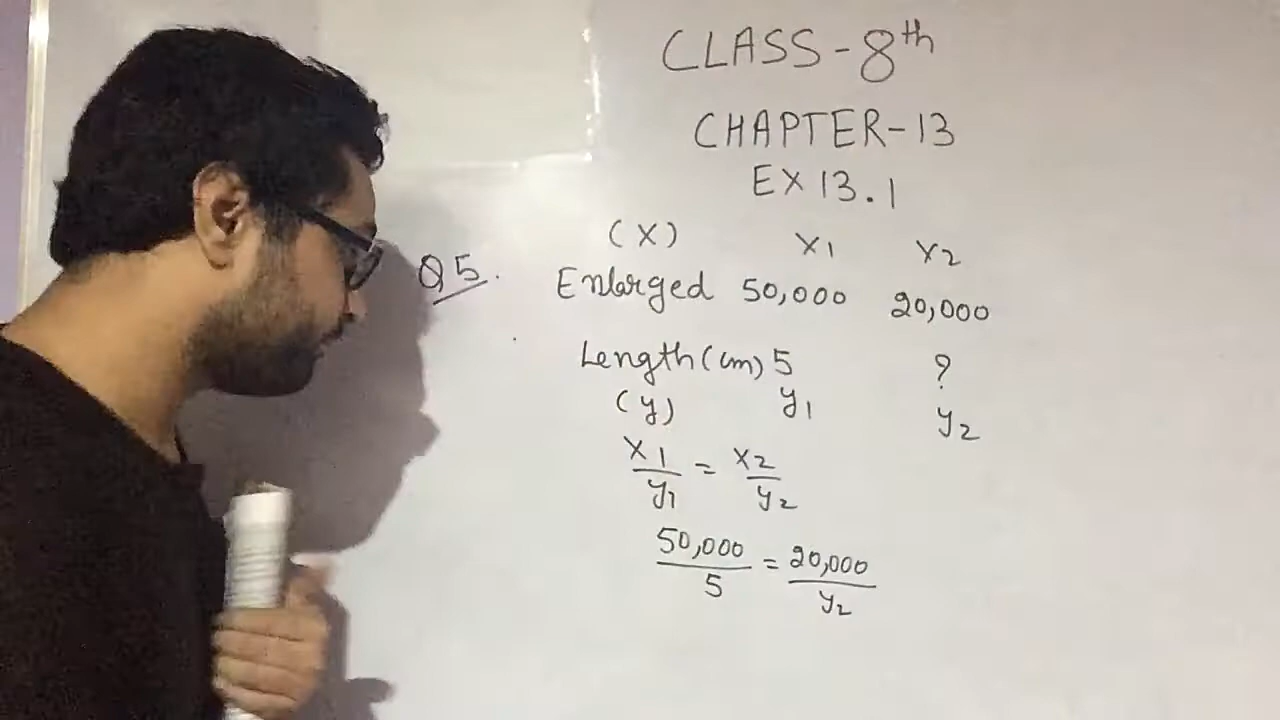 CLASS-8th
CHAPTER-13
EX 13.1
(X) X1 X2
Q5. Enlarged 50,000 20,000
Length (cm) 5 ?
(y) y1 y2
X1/y1 = X2/y2
50,000/5 = 20,000/y2